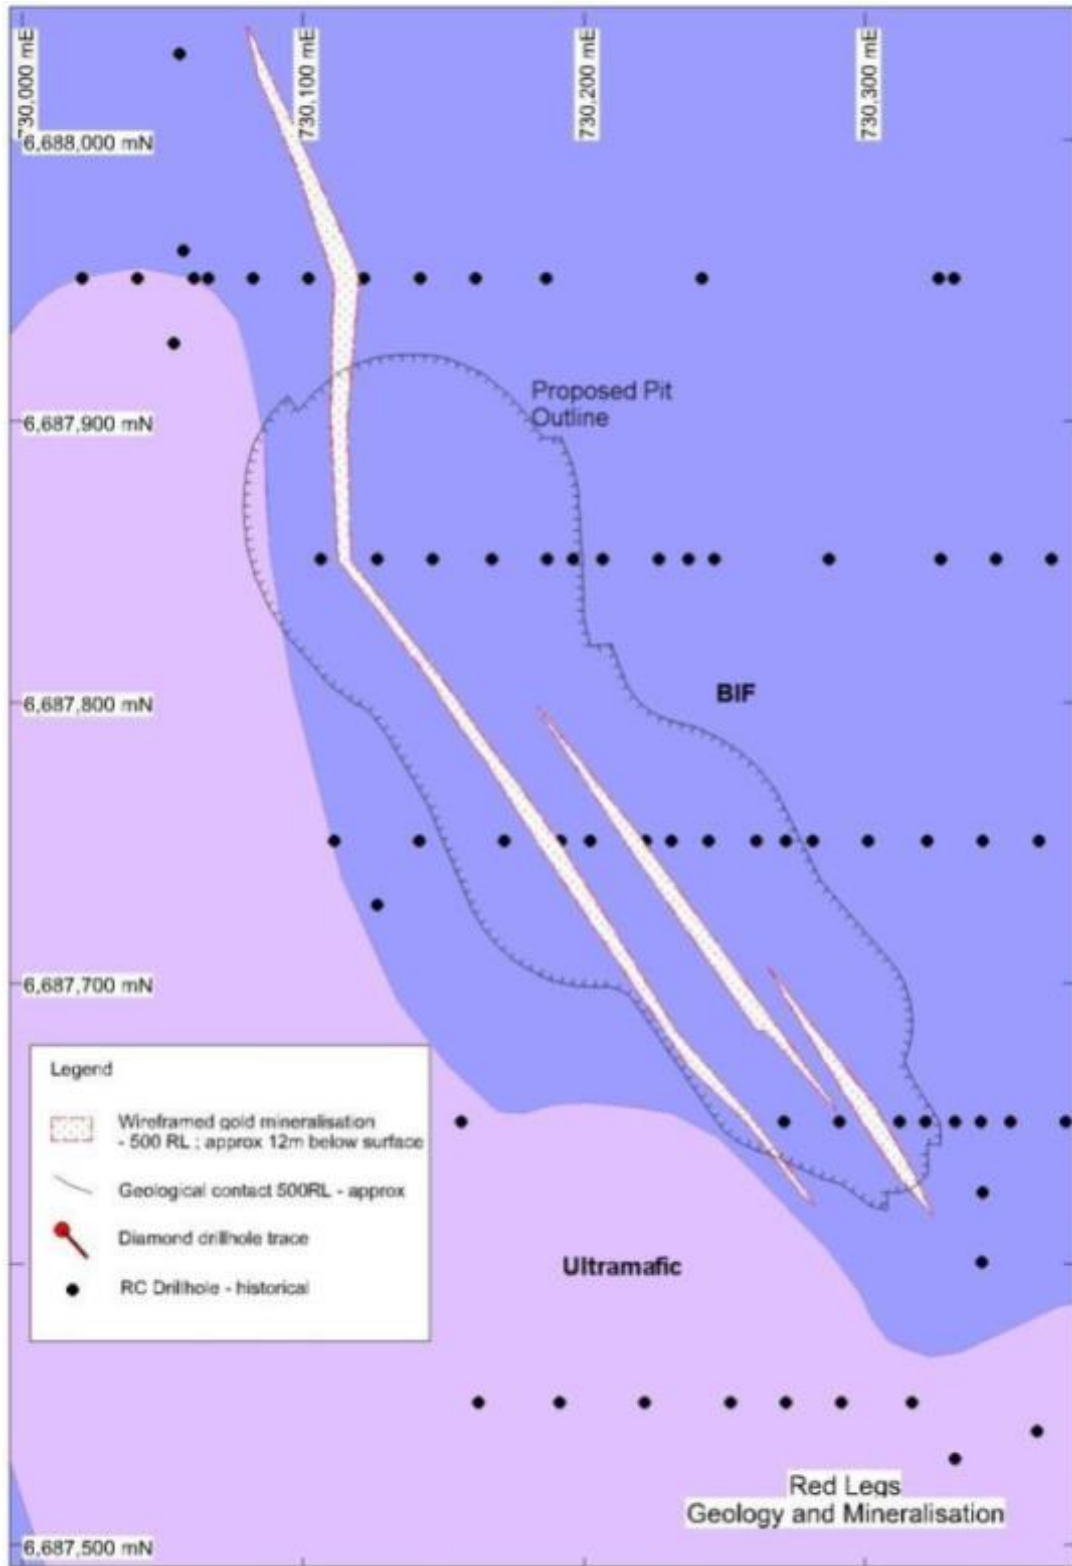 730,000 mE
730,100 mE
730,200 mE
730,300 mE
6,688,000 mN
Proposed Pit
Outline
6,687,900 mN
BIF
6,687,800 mN
6,687,700 mN
Legend
Wireframed gold mineralisation
- 500 RL ; approx 12m below surface
Geological contact 500RL - approx
Diamond drillhole trace
RC Drillhole - historical
Ultramafic
Red Legs
Geology and Mineralisation
6,687,500 mN